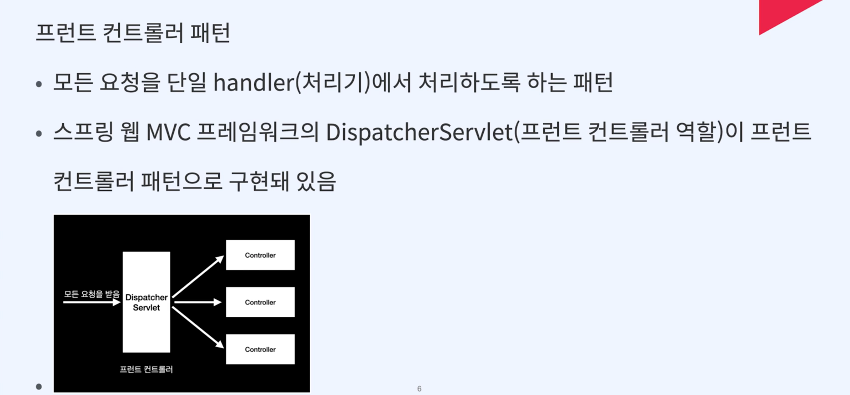 프런트 컨트롤러 패턴
• 모든 요청을 단일 handler(처리기)에서 처리하도록 하는 패턴
• 스프링 웹 MVC 프레임워크의 DispatcherServlet(프런트 컨트롤러 역할)이 프런트
컨트롤러 패턴으로 구현돼 있음
모든 요청을 받음
Dispatcher
Servlet
프런트 컨트롤러
Controller
Controller
Controller
•
6